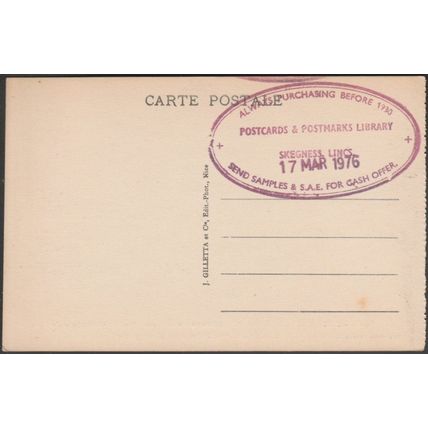 CARTE POSTALE
ALWAYS PURCHASING BEFORE 1930
POSTCARDS & POSTMARKS LIBRARY
SKEGNESS, LINCS.
17 MAR 1976
SEND SAMPLES & S.A.E. FOR CASH OFFER.
J. GILLETTA et Cie, Edit.-Phot., Nice